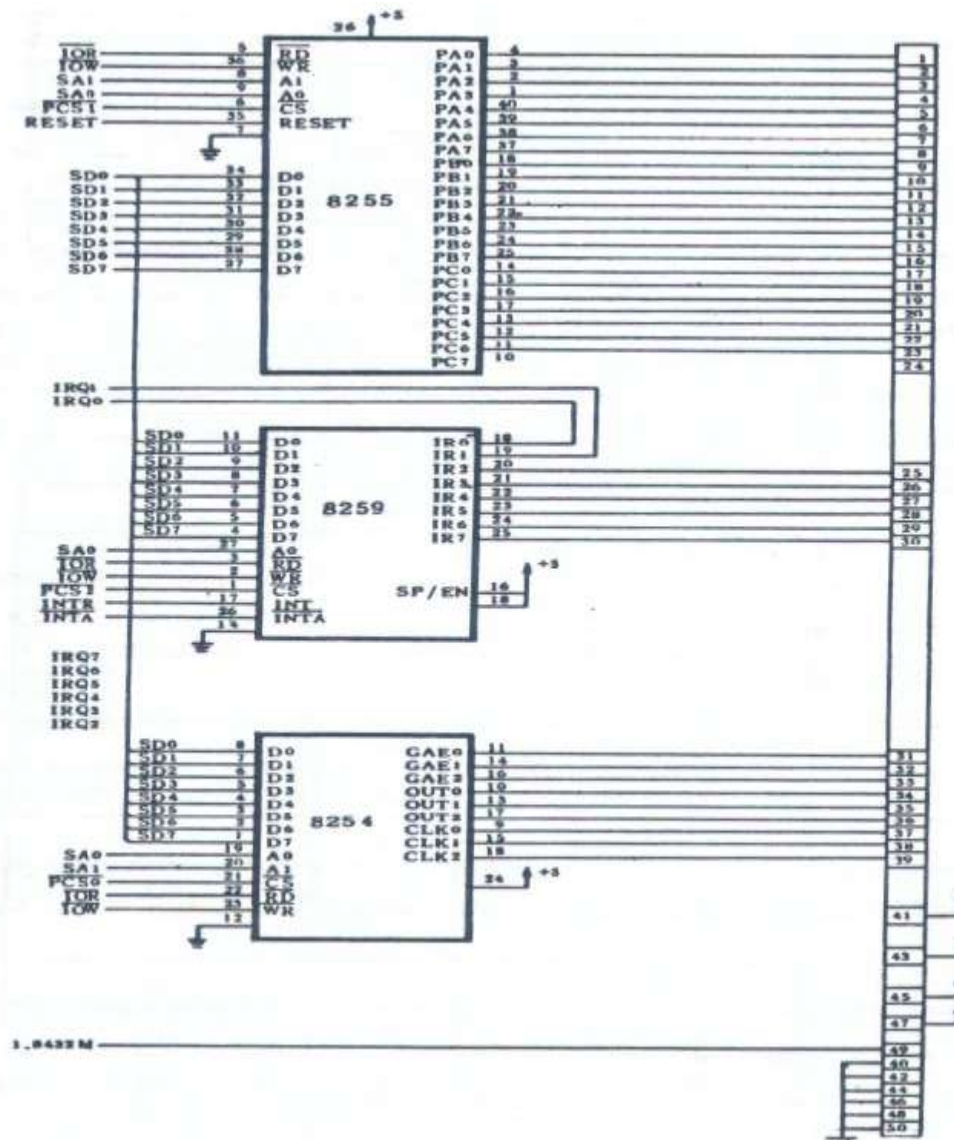 26 +5
IOR 5 RD PA0 4 1
IOW 36 WR PA1 3 2
SA1 8 A1 PA2 2 3
SA0 9 A0 PA3 1 4
PCS1 6 CS PA4 40 5
RESET 35 RESET PA5 39 6
7 PA6 38 7
PA7 37 8
PB0 18 9
SD0 34 D0 PB1 19 10
SD1 33 D1 PB2 20 11
SD2 32 D2 PB3 21 12
SD3 31 D3 PB4 22 13
SD4 30 D4 PB5 23 14
SD5 29 D5 PB6 24 15
SD6 28 D6 PB7 25 16
SD7 27 D7 PC0 14 17
8255
PC1 15 18
PC2 16 19
PC3 17 20
PC4 13 21
PC5 12 22
PC6 11 23
PC7 10 24
IRQ1
IRQ0
SD0 11 D0 IR0 18
SD1 10 D1 IR1 19
SD2 9 D2 IR2 20 25
SD3 8 D3 IR3 21 26
SD4 7 D4 IR4 22 27
SD5 6 D5 IR5 23 28
SD6 5 D6 IR6 24 29
SD7 4 D7 IR7 25 30
8259
SA0 27 A0
IOR 3 RD
IOW 2 WR
PCS2 1 CS SP/EN 16 +5
INTR 17 INT 18
INTA 26 INTA
14
IRQ7
IRQ6
IRQ5
IRQ4
IRQ3
IRQ2
SD0 8 D0 GAE0 11 31
SD1 7 D1 GAE1 14 32
SD2 6 D2 GAE2 16 33
SD3 5 D3 OUT0 10 34
SD4 4 D4 OUT1 13 35
SD5 3 D5 OUT2 17 36
SD6 2 D6 CLK0 9 37
SD7 1 D7 CLK1 15 38
8254
SA0 19 A0 CLK2 18 39
SA1 20 A1
PCS0 21 CS 24 +5
IOR 22 RD
IOW 23 WR
12
41
43
45
47
1.8432M 49
40
42
44
46
48
50